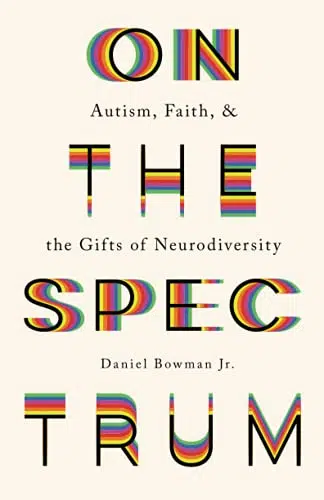 ON
Autism, Faith, &
THE
the Gifts of Neurodiversity
SPEC
Daniel Bowman Jr.
TRUM